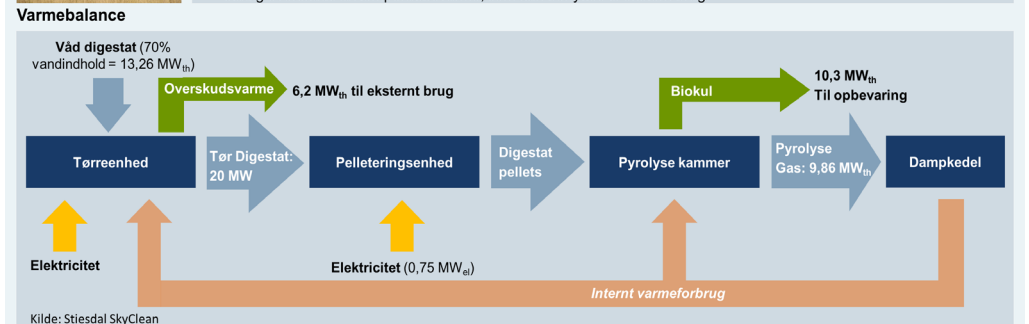 Varmebalance
Våd digestat (70%
vandindhold = 13,26 MWth)
Overskudsvarme
6,2 MWth til eksternt brug
Biokul
10,3 MWth
Til opbevaring
Tørreenhed
Tør Digestat:
20 MW
Pelleteringsenhed
Digestat
pellets
Pyrolyse kammer
Pyrolyse
Gas: 9,86 MWth
Dampkedel
Elektricitet
Elektricitet (0,75 MWel)
Internt varmeforbrug
Kilde: Stiesdal SkyClean